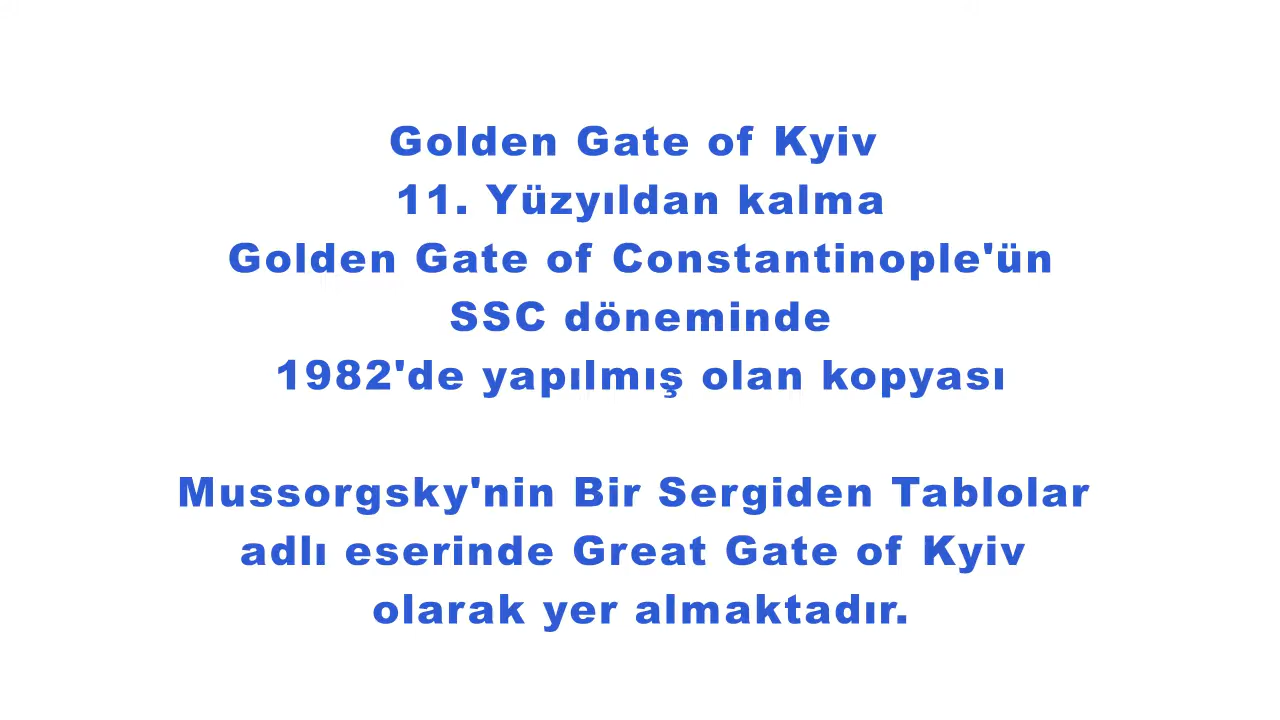 Golden Gate of Kyiv
11. Yüzyıldan kalma
Golden Gate of Constantinople'ün
SSC döneminde
1982'de yapılmış olan kopyası
Mussorgsky'nin Bir Sergiden Tablolar
adlı eserinde Great Gate of Kyiv
olarak yer almaktadır.